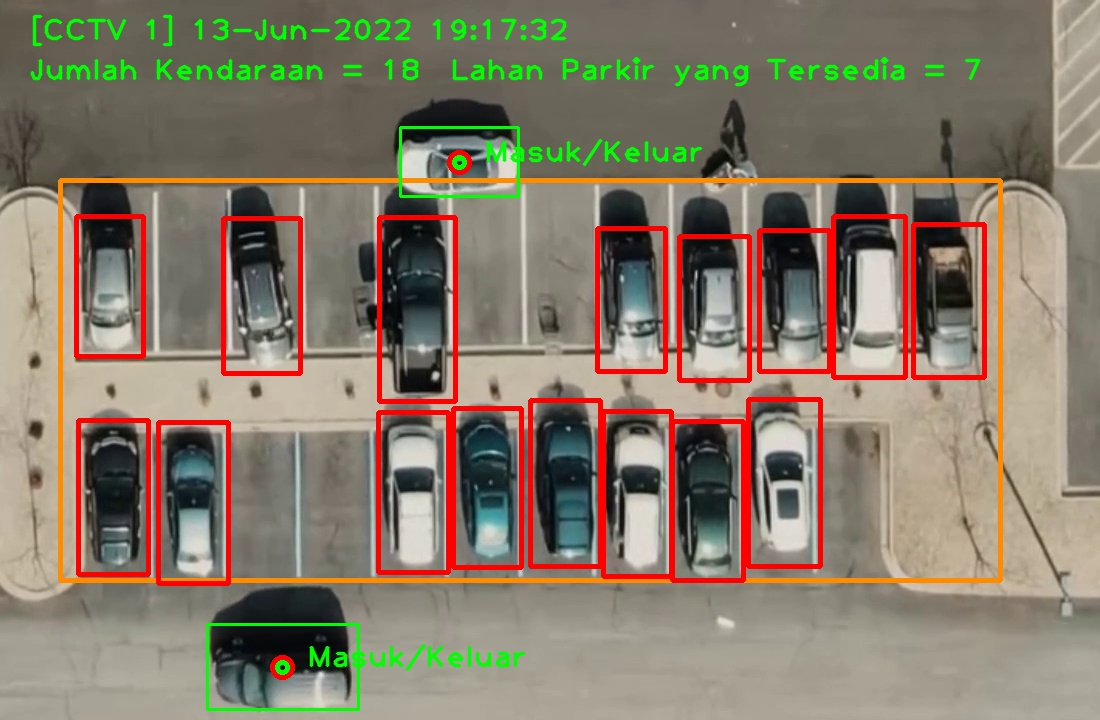 [CCTV 1] 13-Jun-2022 19:17:32
Jumlah Kendaraan = 18 Lahan Parkir yang Tersedia = 7
Masuk/Keluar
Masuk/Keluar